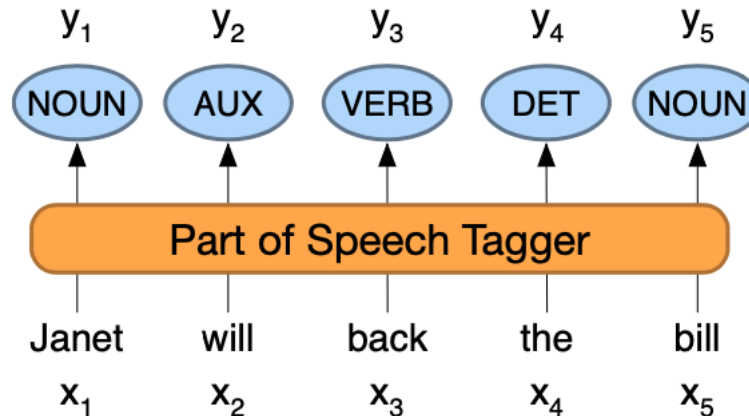 y₁ y₂ y₃ y₄ y₅
NOUN AUX VERB DET NOUN
Part of Speech Tagger
Janet will back the bill
x₁ x₂ x₃ x₄ x₅